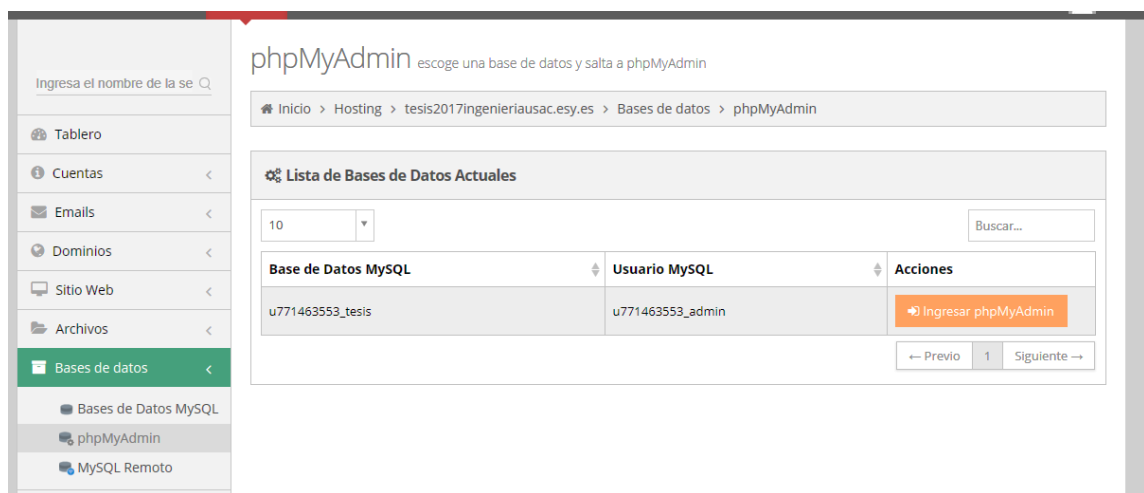 phpMyAdmin escoge una base de datos y salta a phpMyAdmin
Ingresa el nombre de la se
Inicio > Hosting > tesis2017ingenieriausac.esy.es > Bases de datos > phpMyAdmin
Tablero
Cuentas
Emails
Dominios
Sitio Web
Archivos
Bases de datos
Bases de Datos MySQL
phpMyAdmin
MySQL Remoto
Lista de Bases de Datos Actuales
10
Buscar...
Base de Datos MySQL Usuario MySQL Acciones
u771463553_tesis u771463553_admin Ingresar phpMyAdmin
← Previo 1 Siguiente →